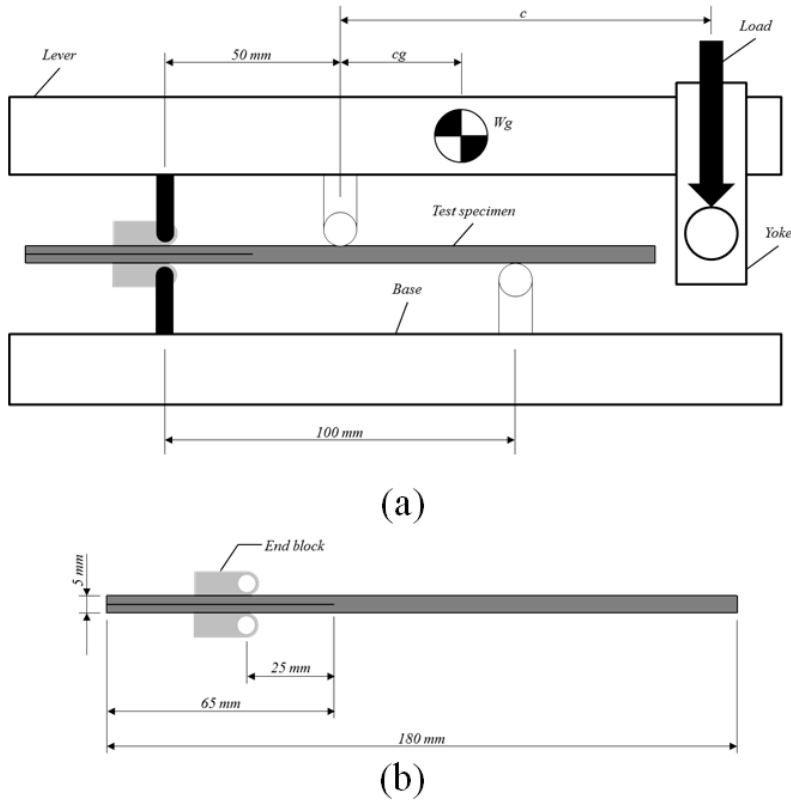 c
Load
Lever
50 mm
cg
Wg
Test specimen
Yoke
Base
100 mm
(a)
End block
5 mm
25 mm
65 mm
180 mm
(b)